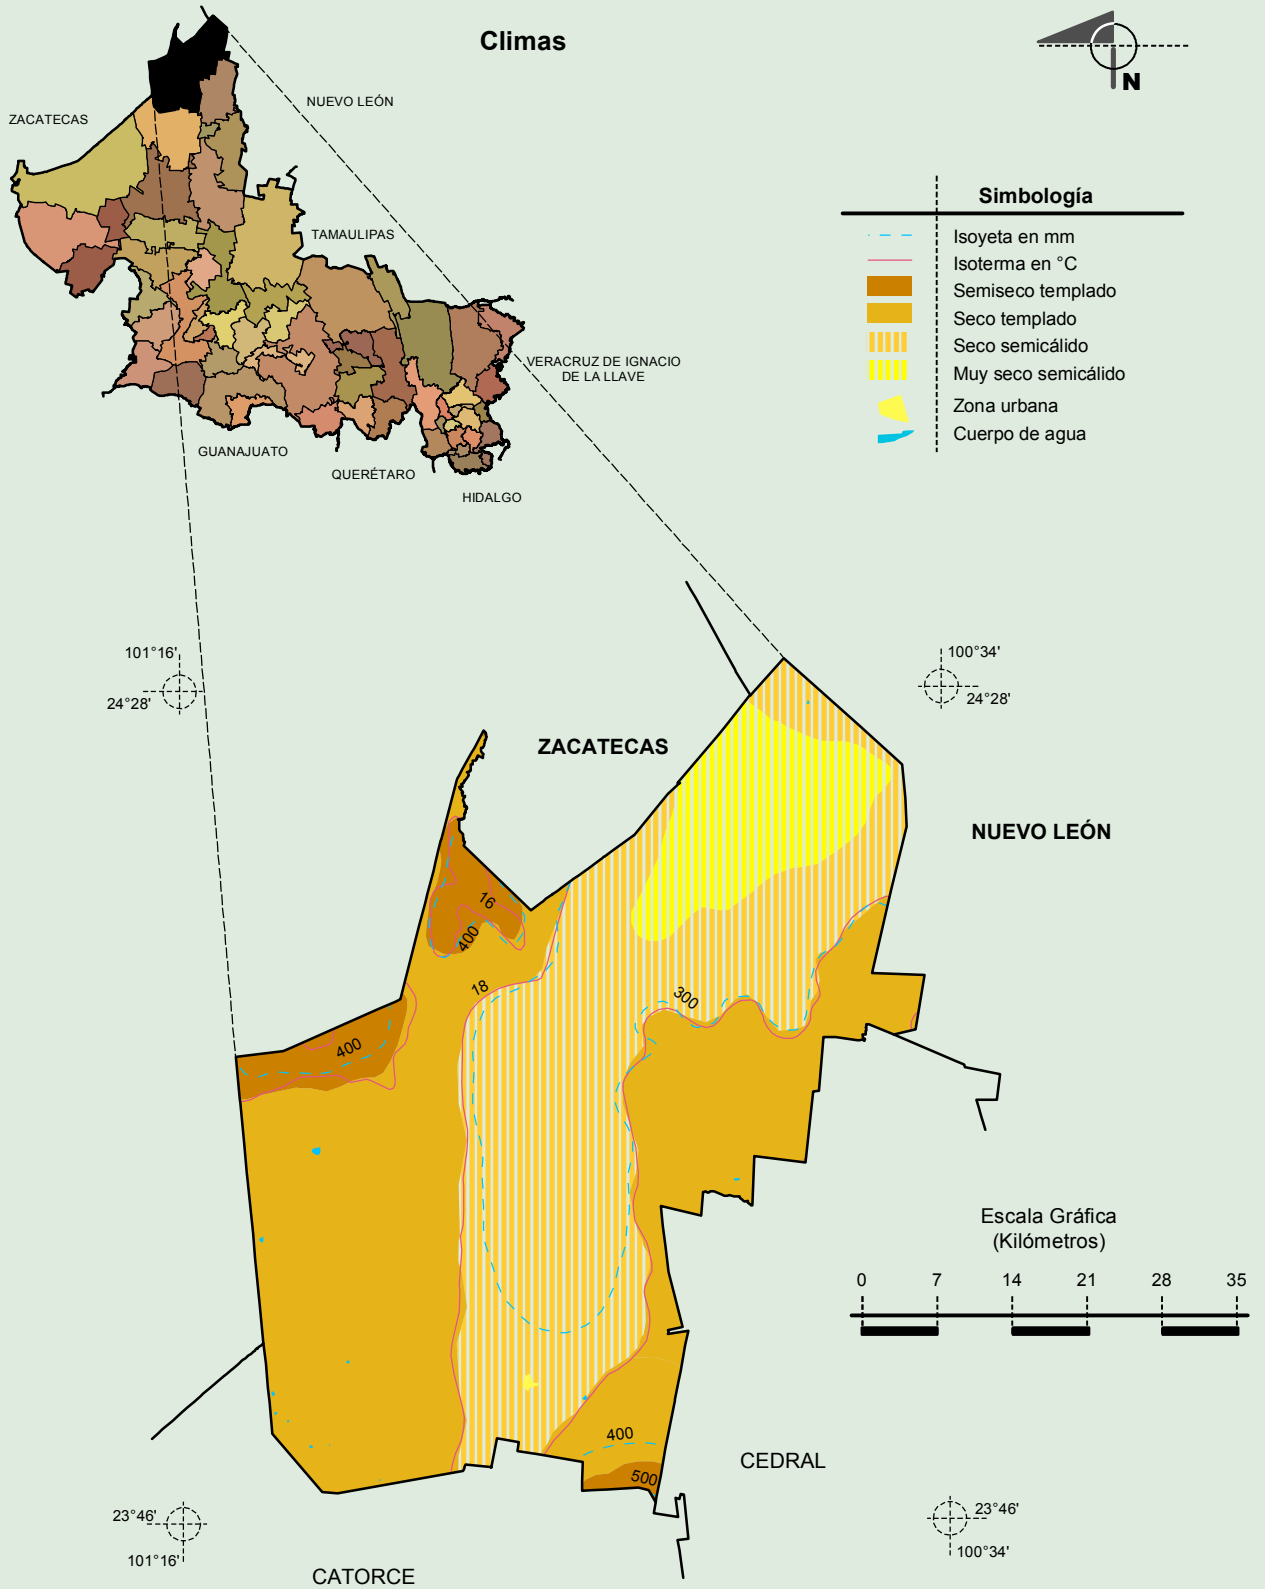 Climas
N
NUEVO LEÓN
ZACATECAS
TAMAULIPAS
VERACRUZ DE IGNACIO
DE LA LLAVE
GUANAJUATO
QUERÉTARO
HIDALGO
Simbología
Isoyeta en mm
Isoterma en °C
Semiseco templado
Seco templado
Seco semicálido
Muy seco semicálido
Zona urbana
Cuerpo de agua
101°16'
24°28'
100°34'
24°28'
ZACATECAS
NUEVO LEÓN
16
400
18
300
400
Escala Gráfica
(Kilómetros)
0 7 14 21 28 35
400
500
CEDRAL
23°46'
101°16'
23°46'
100°34'
CATORCE